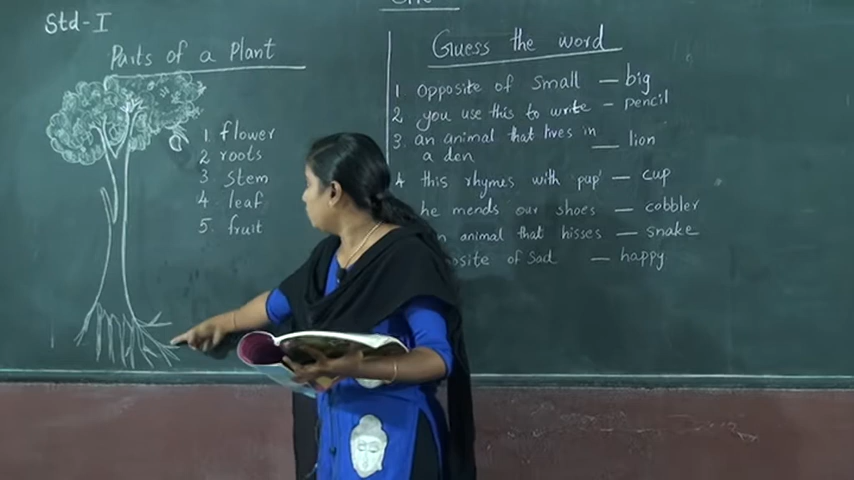 Std-I
Parts of a Plant
1. flower
2 roots
3 stem
4. leaf
5. fruit
Guess the word
1 opposite of small — big
2 you use this to write — pencil
3. an animal that lives in — lion
a den
4 this rhymes with 'pup' — cup
he mends our shoes — cobbler
animal that hisses — snake
of sad — happy